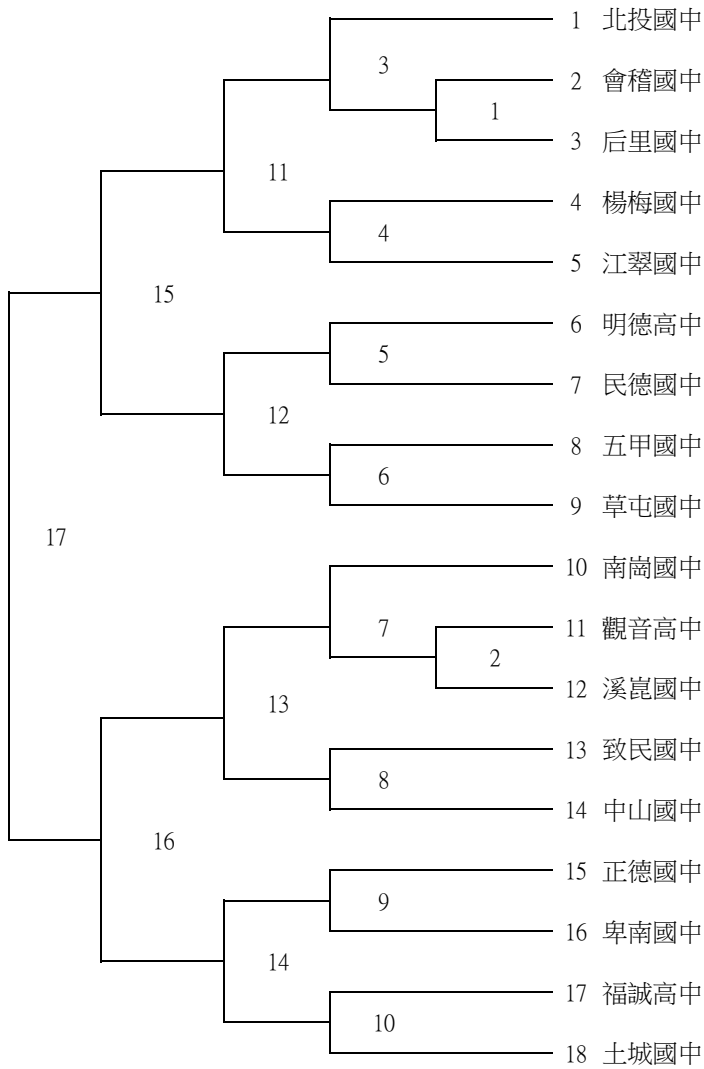 1 北投國中
3
2 會稽國中
1
3 后里國中
11
4 楊梅國中
4
5 江翠國中
15
6 明德高中
5
7 民德國中
12
8 五甲國中
6
9 草屯國中
17
10 南崗國中
7
11 觀音高中
2
12 溪崑國中
13
13 致民國中
8
14 中山國中
16
15 正德國中
9
16 卑南國中
14
17 福誠高中
10
18 土城國中